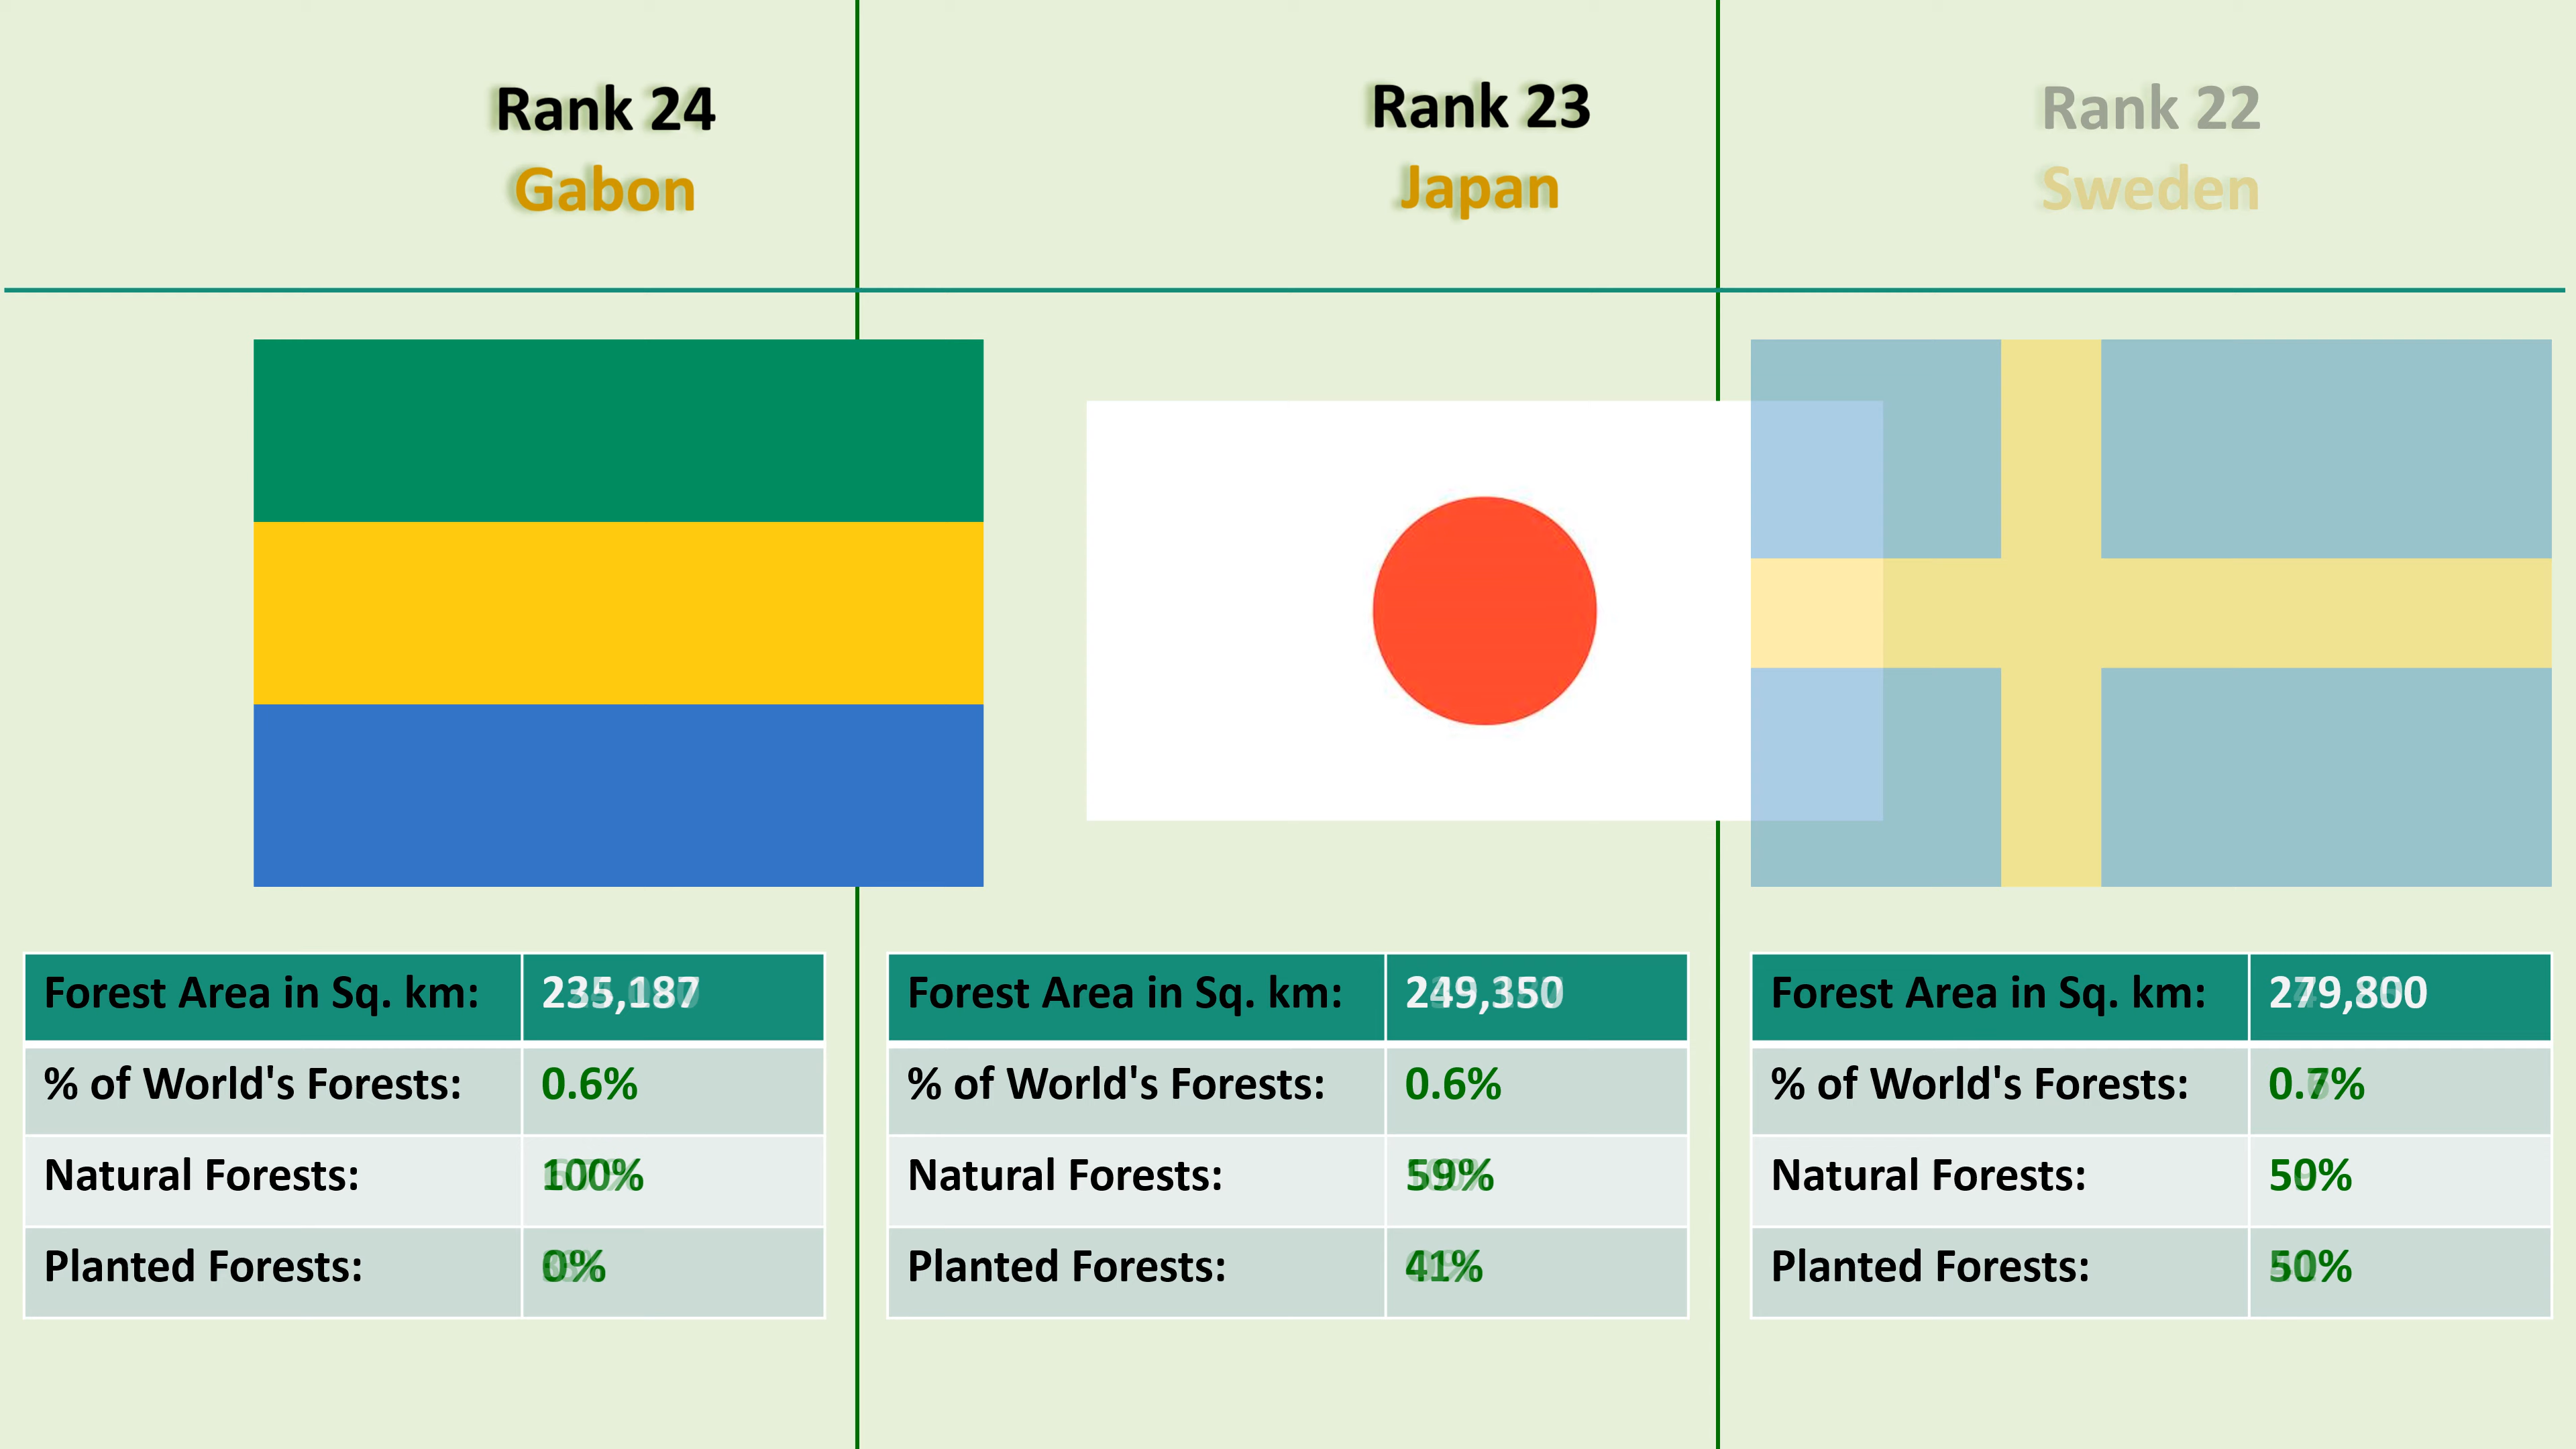 Rank 24
Gabon
Rank 23
Japan
Rank 22
Sweden
Forest Area in Sq. km: 235,187
% of World's Forests: 0.6%
Natural Forests: 100%
Planted Forests: 0%
Forest Area in Sq. km: 249,350
% of World's Forests: 0.6%
Natural Forests: 59%
Planted Forests: 41%
Forest Area in Sq. km: 279,800
% of World's Forests: 0.7%
Natural Forests: 50%
Planted Forests: 50%